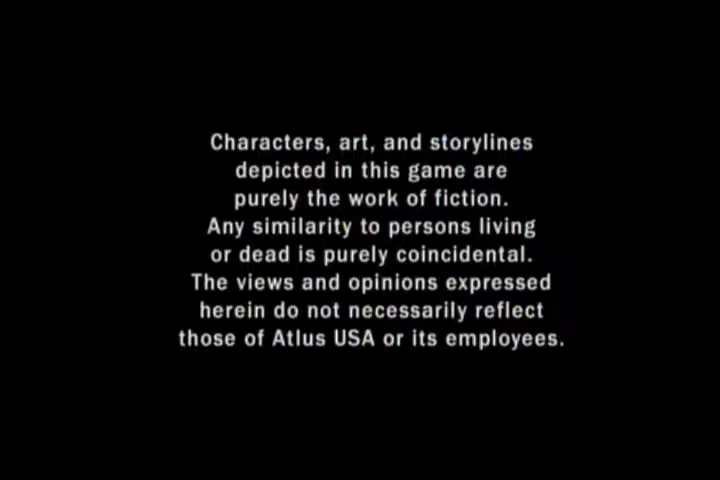 Characters, art, and storylines
depicted in this game are
purely the work of fiction.
Any similarity to persons living
or dead is purely coincidental.
The views and opinions expressed
herein do not necessarily reflect
those of Atlus USA or its employees.